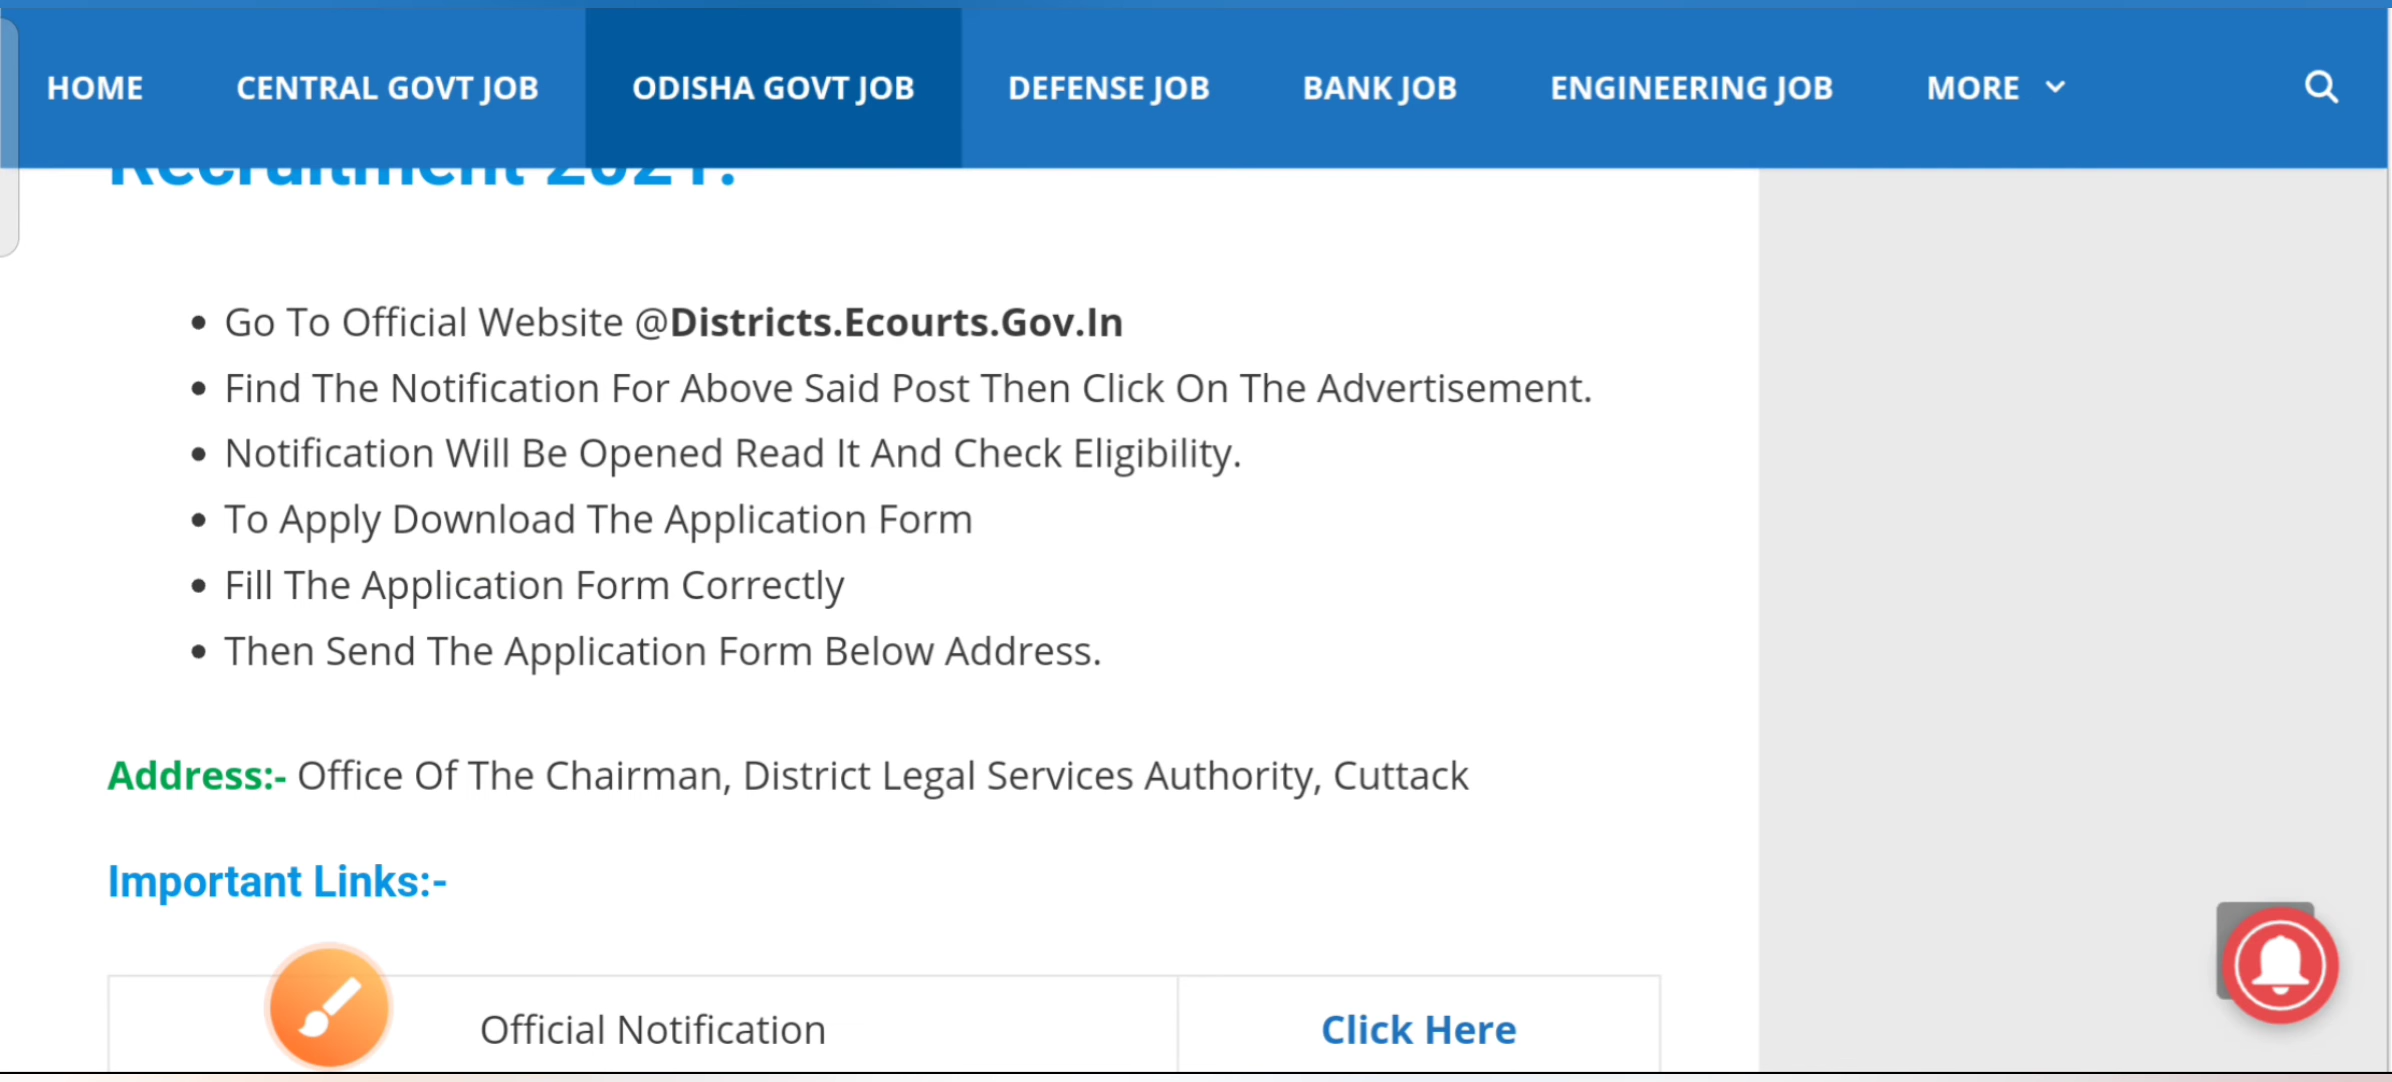 HOME CENTRAL GOVT JOB ODISHA GOVT JOB DEFENSE JOB BANK JOB ENGINEERING JOB MORE
Recruitment 2021:
Go To Official Website @Districts.Ecourts.Gov.In
Find The Notification For Above Said Post Then Click On The Advertisement.
Notification Will Be Opened Read It And Check Eligibility.
To Apply Download The Application Form
Fill The Application Form Correctly
Then Send The Application Form Below Address.
Address:- Office Of The Chairman, District Legal Services Authority, Cuttack
Important Links:-
Official Notification Click Here